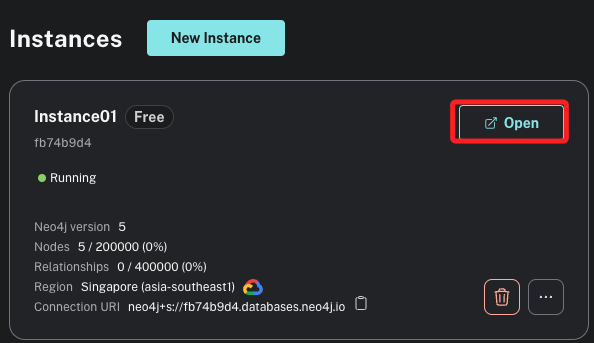 Instances New Instance
Instance01 Free Open
fb74b9d4
Running
Neo4j version 5
Nodes 5 / 200000 (0%)
Relationships 0 / 400000 (0%)
Region Singapore (asia-southeast1)
Connection URI neo4j+s://fb74b9d4.databases.neo4j.io